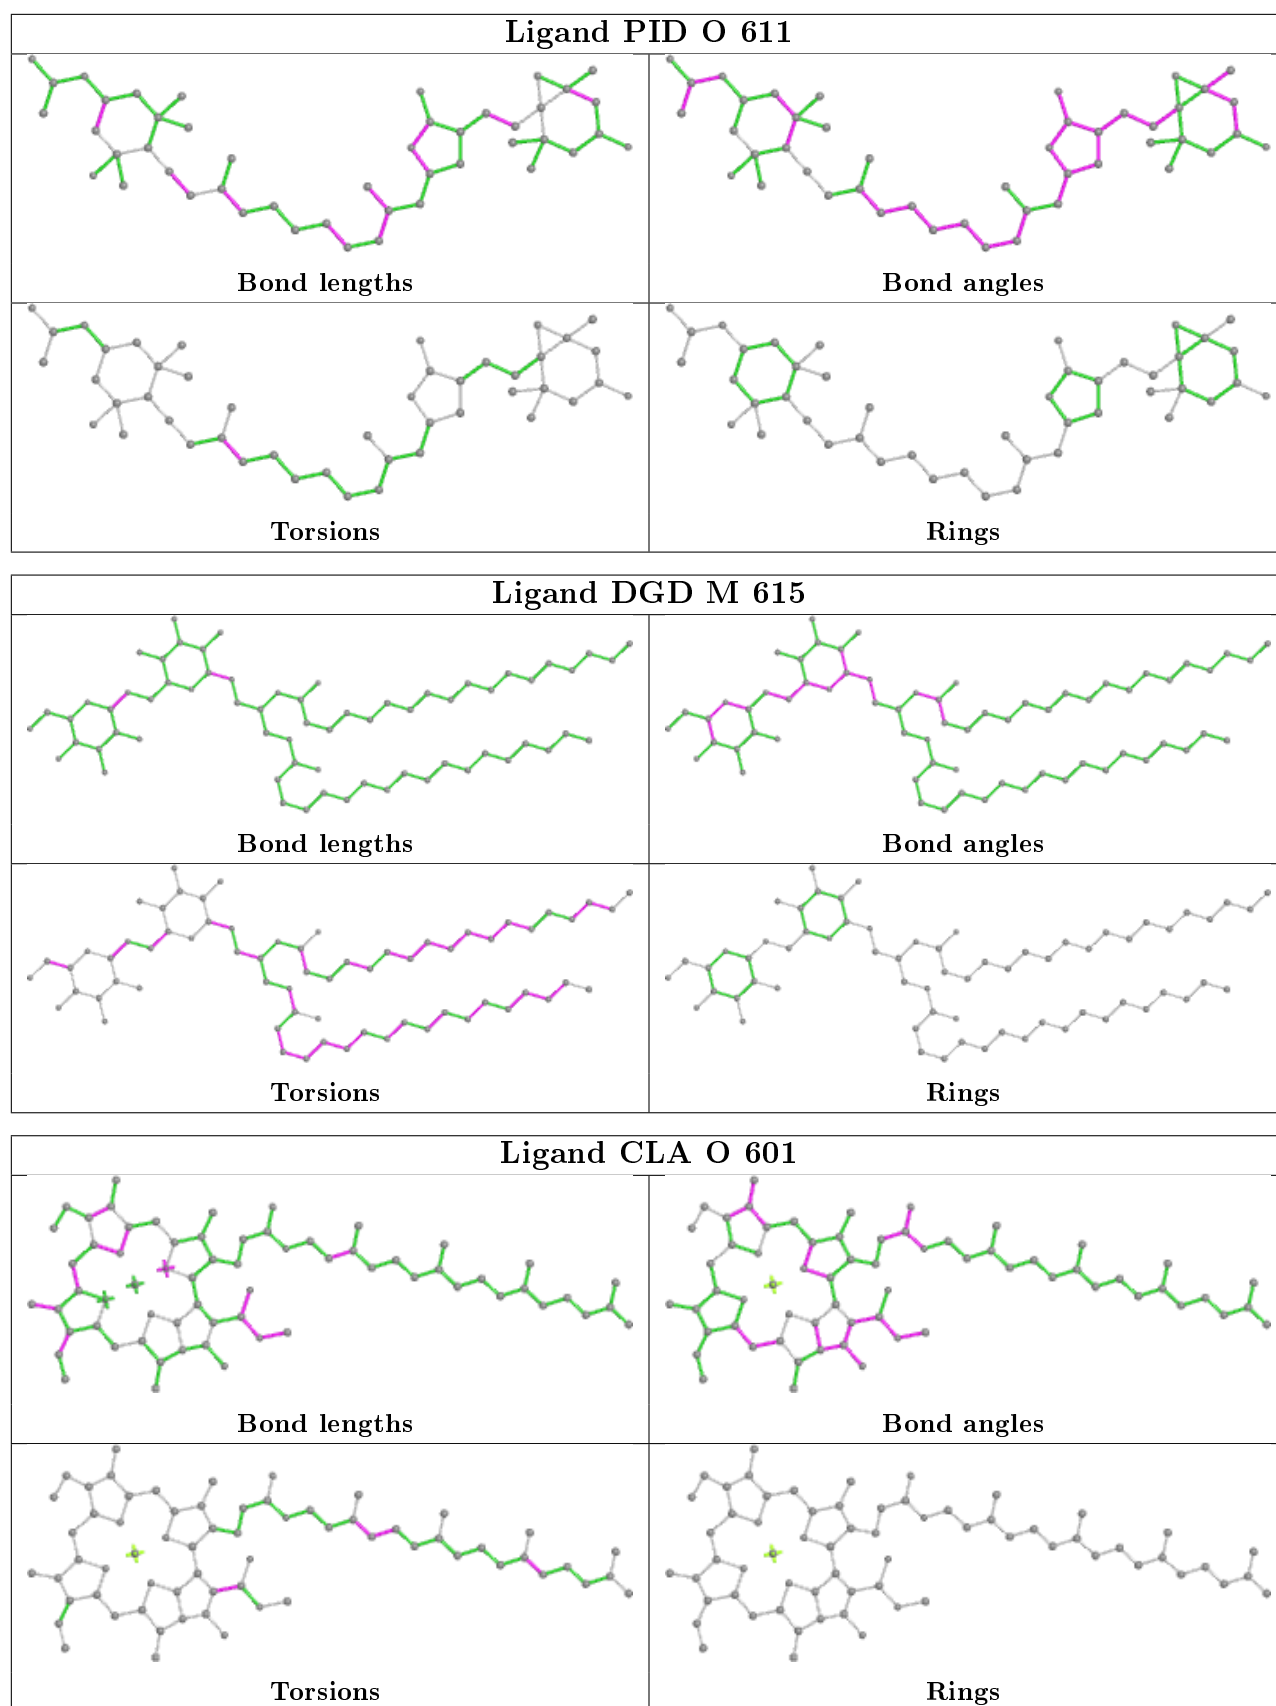 Ligand PID O 611
Bond lengths
Bond angles
Torsions
Rings
Ligand DGD M 615
Bond lengths
Bond angles
Torsions
Rings
Ligand CLA O 601
Bond lengths
Bond angles
Torsions
Rings